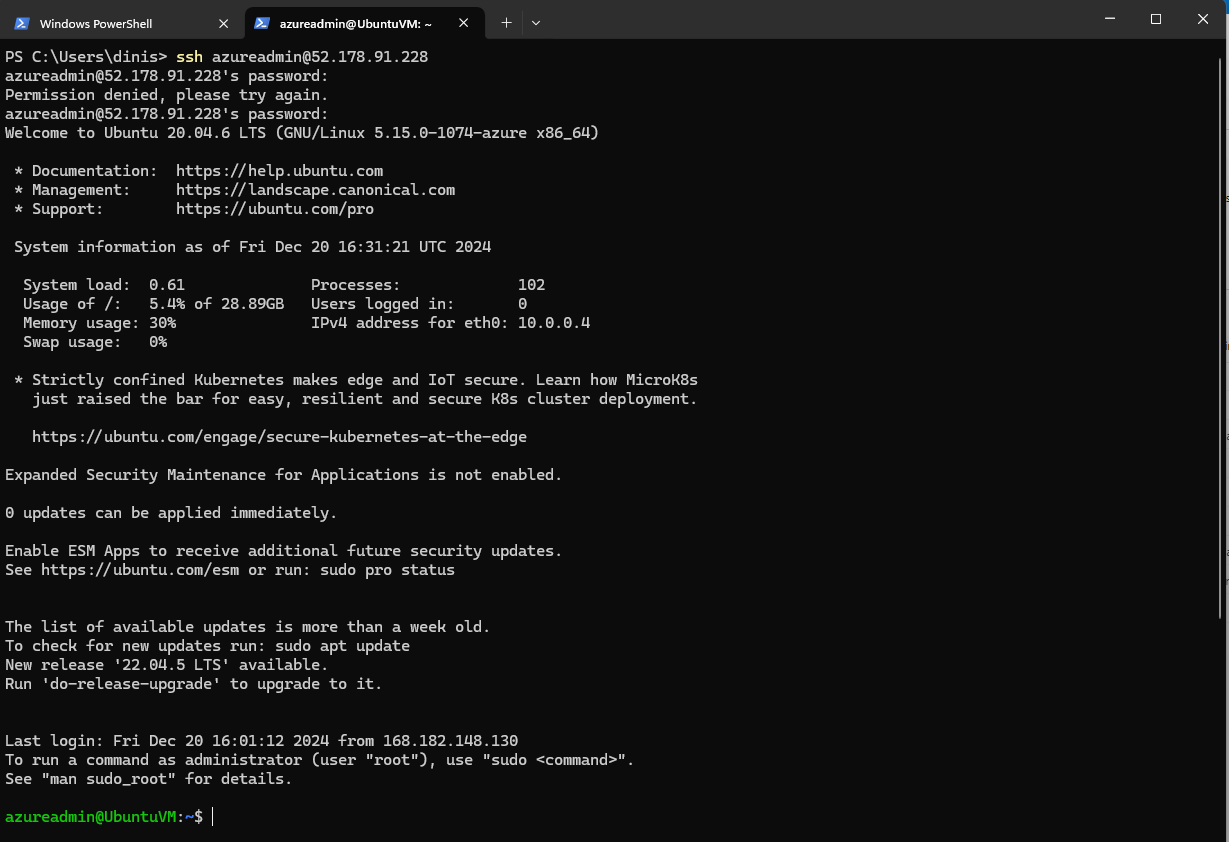 Windows PowerShell
azureadmin@UbuntuVM: ~
PS C:\Users\dinis> ssh azureadmin@52.178.91.228
azureadmin@52.178.91.228's password:
Permission denied, please try again.
azureadmin@52.178.91.228's password:
Welcome to Ubuntu 20.04.6 LTS (GNU/Linux 5.15.0-1074-azure x86_64)

 * Documentation:  https://help.ubuntu.com
 * Management:     https://landscape.canonical.com
 * Support:        https://ubuntu.com/pro

 System information as of Fri Dec 20 16:31:21 UTC 2024

  System load:  0.61              Processes:             102
  Usage of /:   5.4% of 28.89GB   Users logged in:       0
  Memory usage: 30%               IPv4 address for eth0: 10.0.0.4
  Swap usage:   0%

 * Strictly confined Kubernetes makes edge and IoT secure. Learn how MicroK8s
   just raised the bar for easy, resilient and secure K8s cluster deployment.

   https://ubuntu.com/engage/secure-kubernetes-at-the-edge

Expanded Security Maintenance for Applications is not enabled.

0 updates can be applied immediately.

Enable ESM Apps to receive additional future security updates.
See https://ubuntu.com/esm or run: sudo pro status

The list of available updates is more than a week old.
To check for new updates run: sudo apt update
New release '22.04.5 LTS' available.
Run 'do-release-upgrade' to upgrade to it.

Last login: Fri Dec 20 16:01:12 2024 from 168.182.148.130
To run a command as administrator (user "root"), use "sudo <command>".
See "man sudo_root" for details.

azureadmin@UbuntuVM:~$